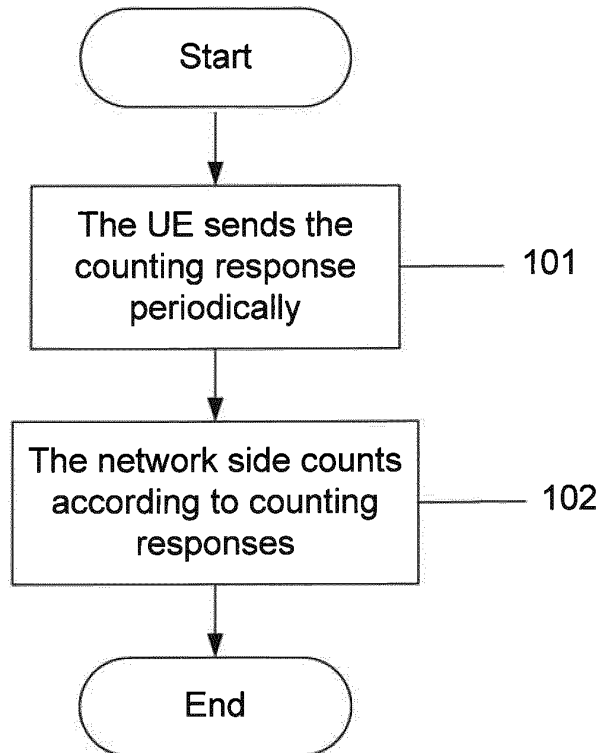 Start
The UE sends the
counting response
periodically
101
The network side counts
according to counting
responses
102
End